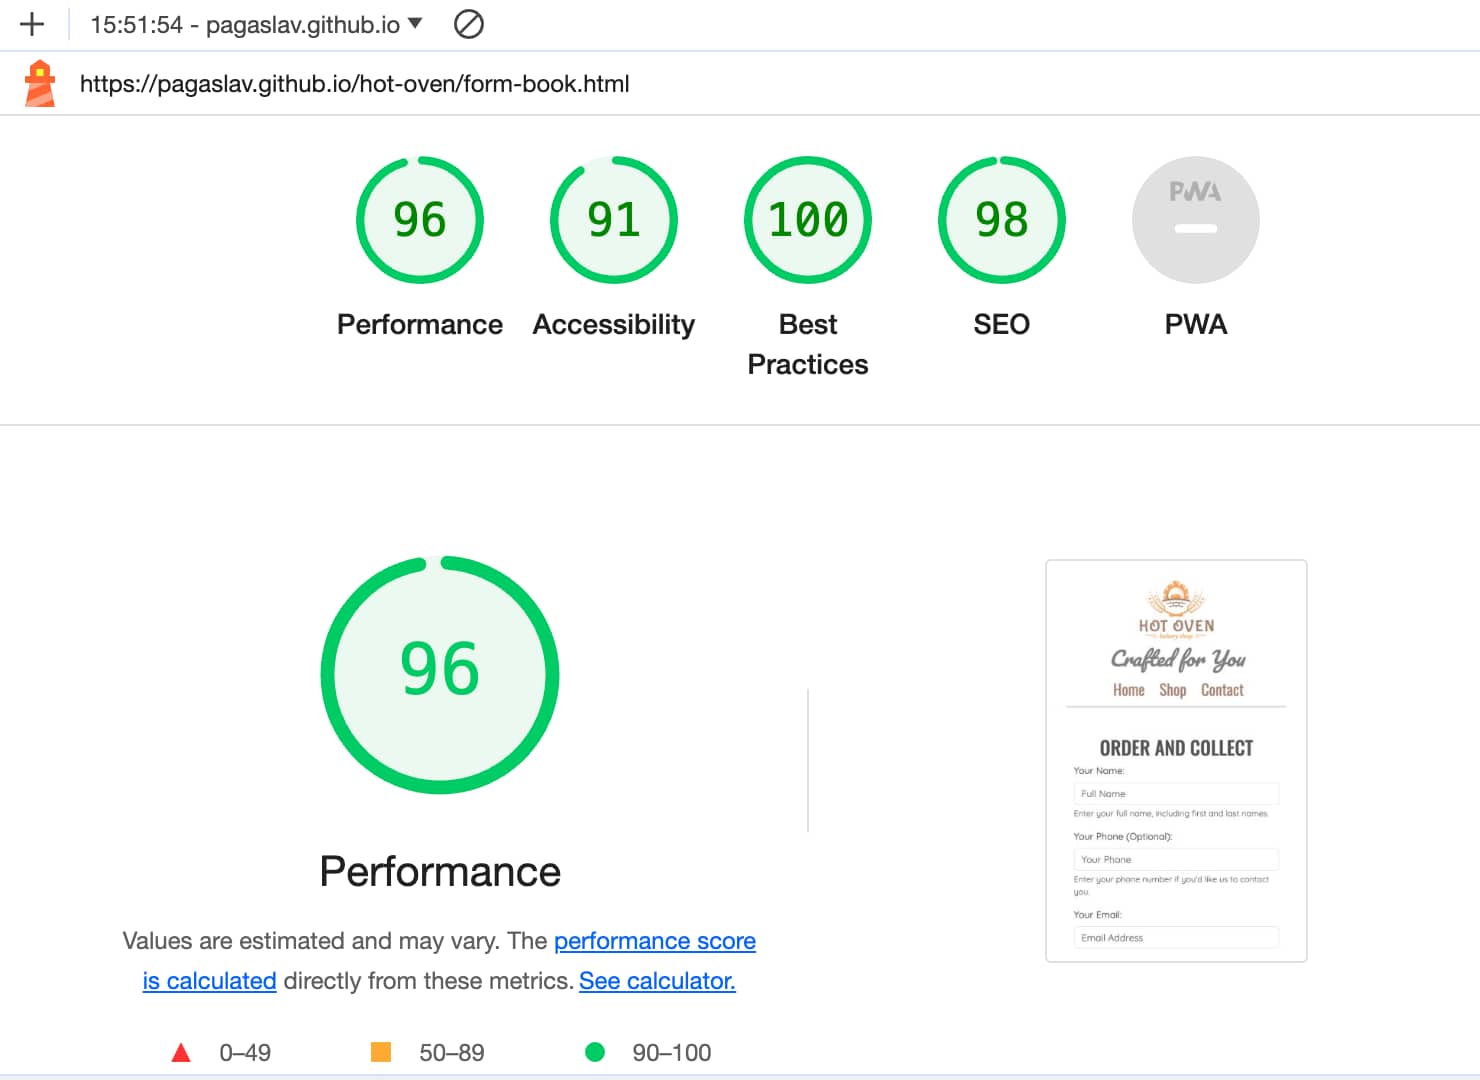 15:51:54 - pagaslav.github.io
https://pagaslav.github.io/hot-oven/form-book.html
96 91 100 98 PWA
Performance Accessibility Best Practices SEO PWA
96
Performance
Values are estimated and may vary. The performance score
is calculated directly from these metrics. See calculator.
0–49 50–89 90–100
HOT OVEN
bakery shop
Crafted for You
Home Shop Contact
ORDER AND COLLECT
Your Name:
Full Name
Enter your full name, including first and last names.
Your Phone (Optional):
Your Phone
Enter your phone number if you'd like us to contact
you.
Your Email:
Email Address